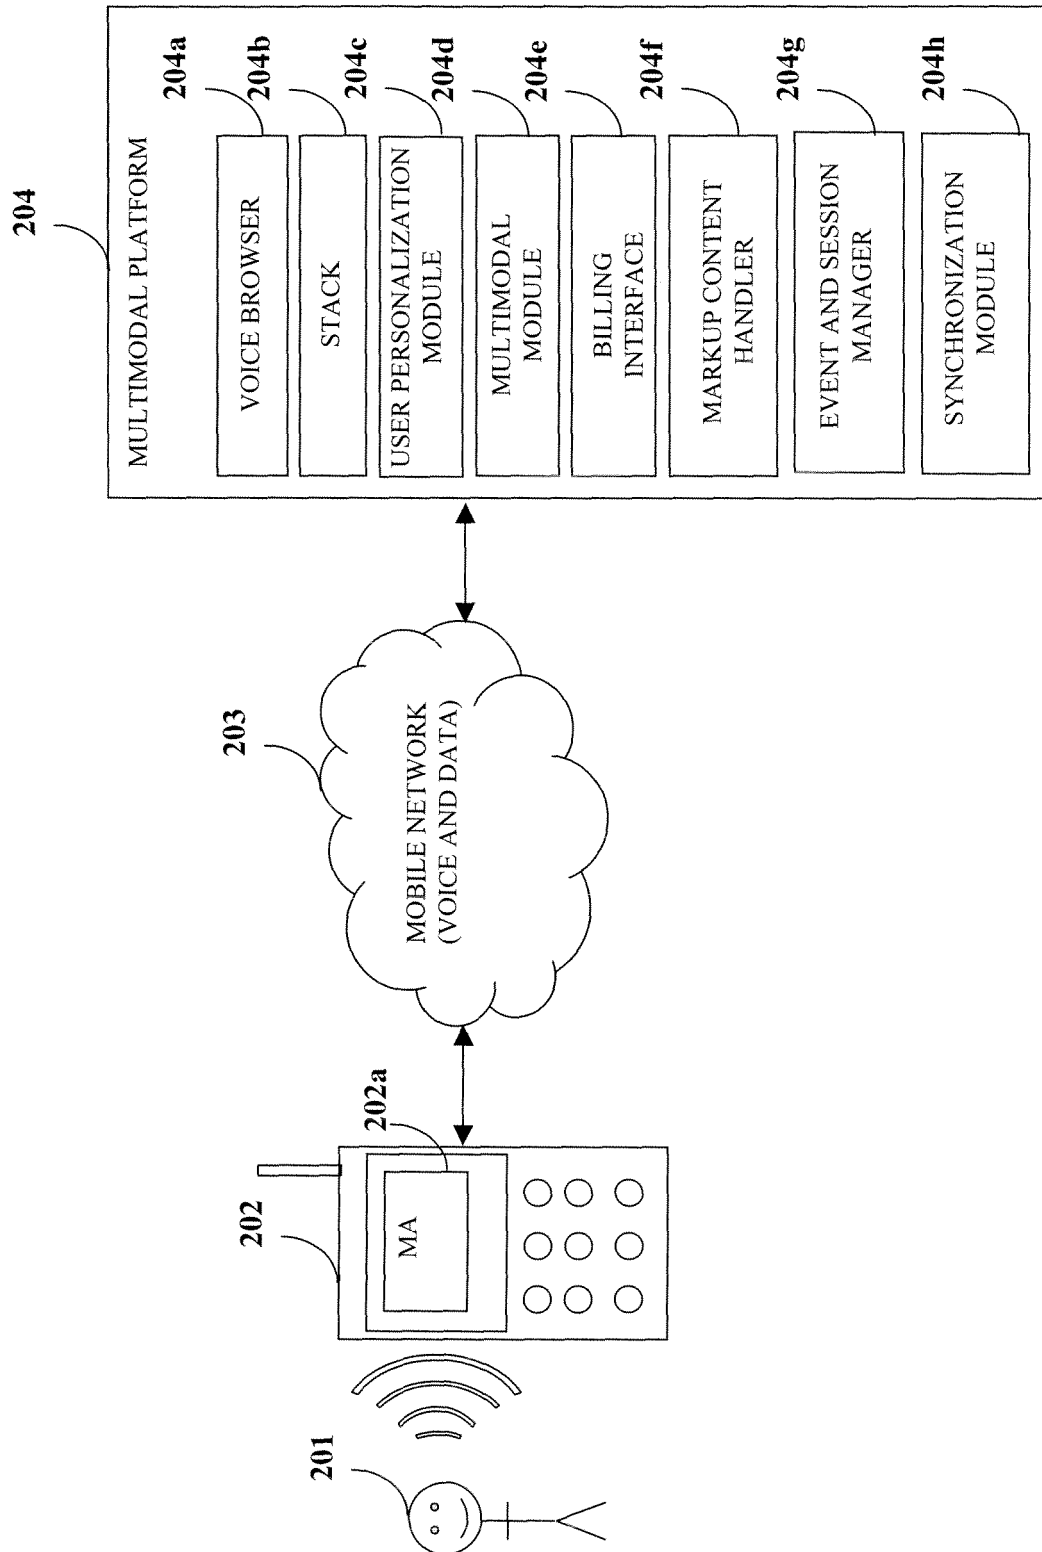 201
202
MA
202a
203
MOBILE NETWORK
(VOICE AND DATA)
204
MULTIMODAL PLATFORM
VOICE BROWSER
204a
STACK
204b
USER PERSONALIZATION
MODULE
204c
MULTIMODAL
MODULE
204d
BILLING
INTERFACE
204e
MARKUP CONTENT
HANDLER
204f
EVENT AND SESSION
MANAGER
204g
SYNCHRONIZATION
MODULE
204h